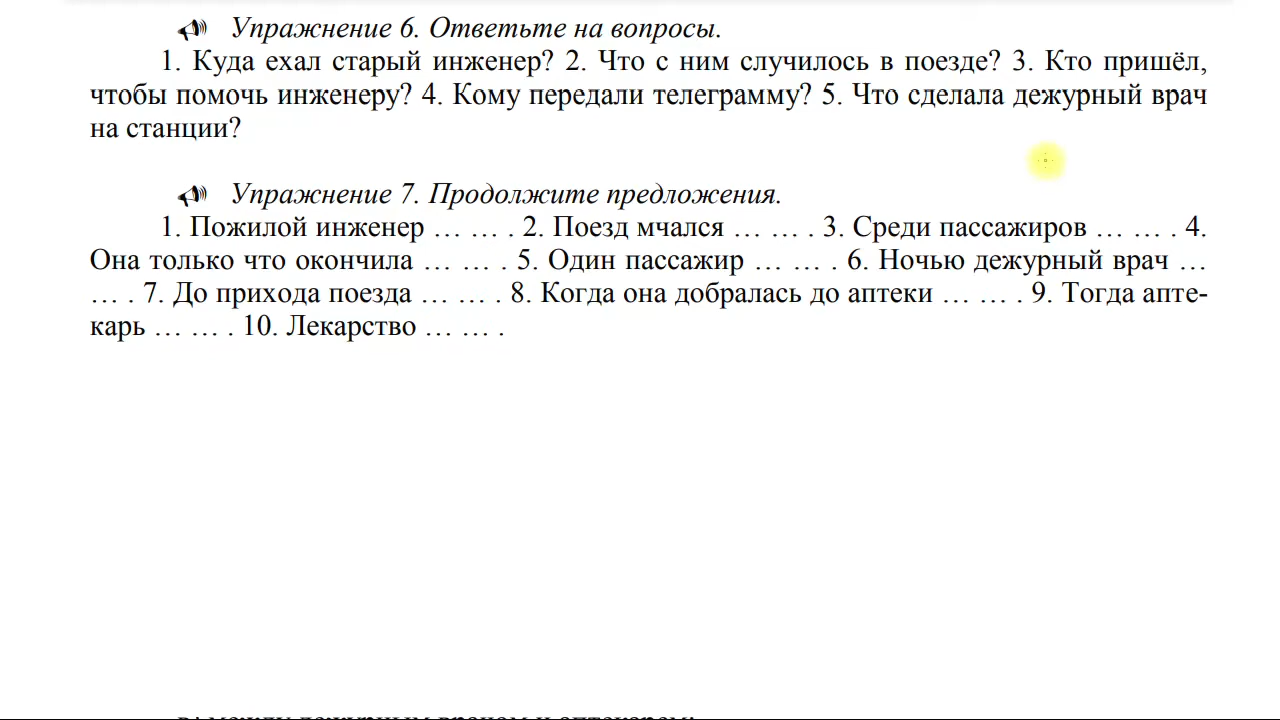 Упражнение 6. Ответьте на вопросы.
1. Куда ехал старый инженер? 2. Что с ним случилось в поезде? 3. Кто пришёл,
чтобы помочь инженеру? 4. Кому передали телеграмму? 5. Что сделала дежурный врач
на станции?
Упражнение 7. Продолжите предложения.
1. Пожилой инженер … … . 2. Поезд мчался … … . 3. Среди пассажиров … … . 4.
Она только что окончила … … . 5. Один пассажир … … . 6. Ночью дежурный врач …
… . 7. До прихода поезда … … . 8. Когда она добралась до аптеки … … . 9. Тогда апте-
карь … … . 10. Лекарство … … .